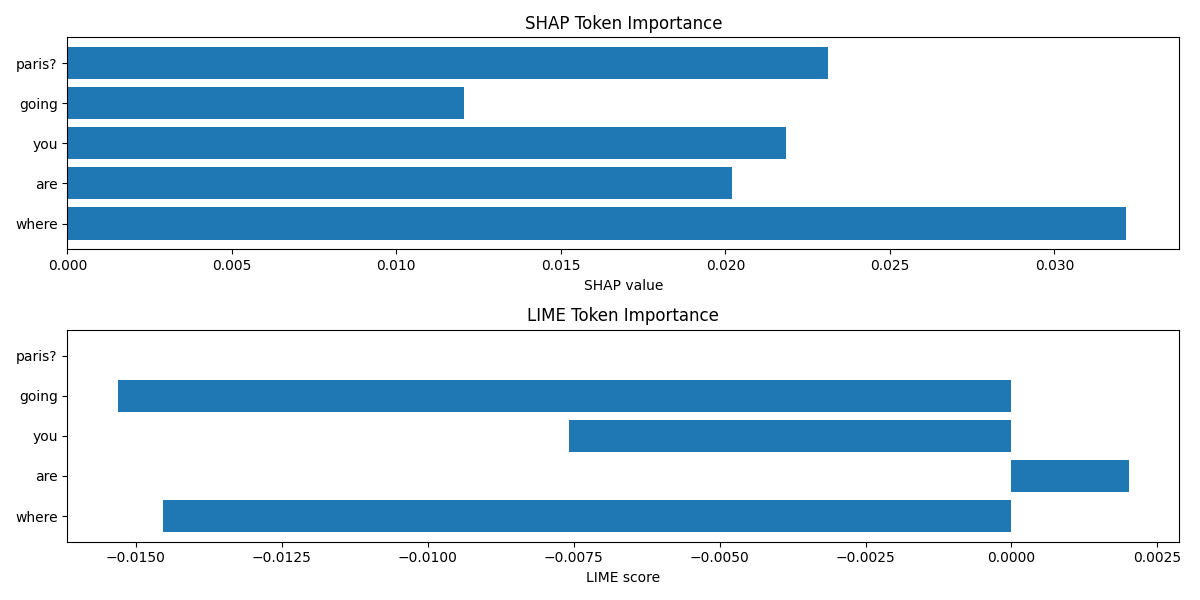 SHAP Token Importance
paris?
going
you
are
where
0.000 0.005 0.010 0.015 0.020 0.025 0.030
SHAP value
LIME Token Importance
paris?
going
you
are
where
−0.0150 −0.0125 −0.0100 −0.0075 −0.0050 −0.0025 0.0000 0.0025
LIME score